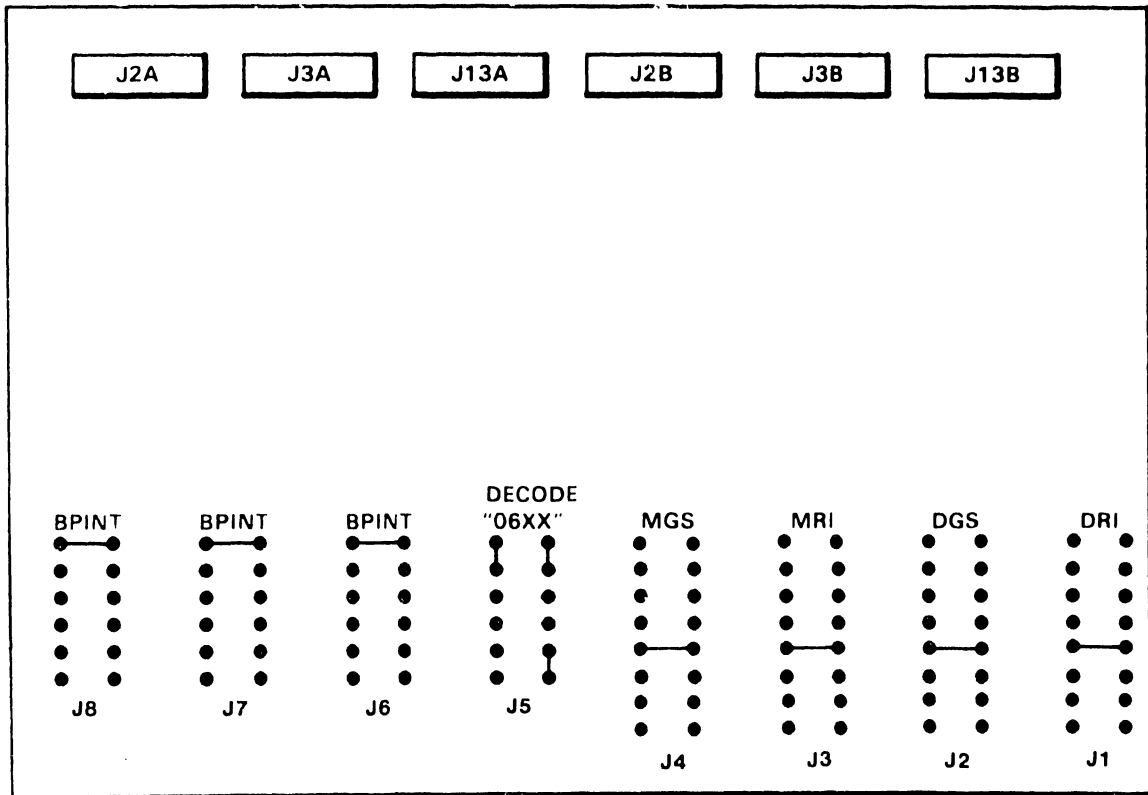 J2A J3A J13A J2B J3B J13B
DECODE
BPINT BPINT BPINT "06XX" MGS MRI DGS DRI
J8 J7 J6 J5
J4 J3 J2 J1